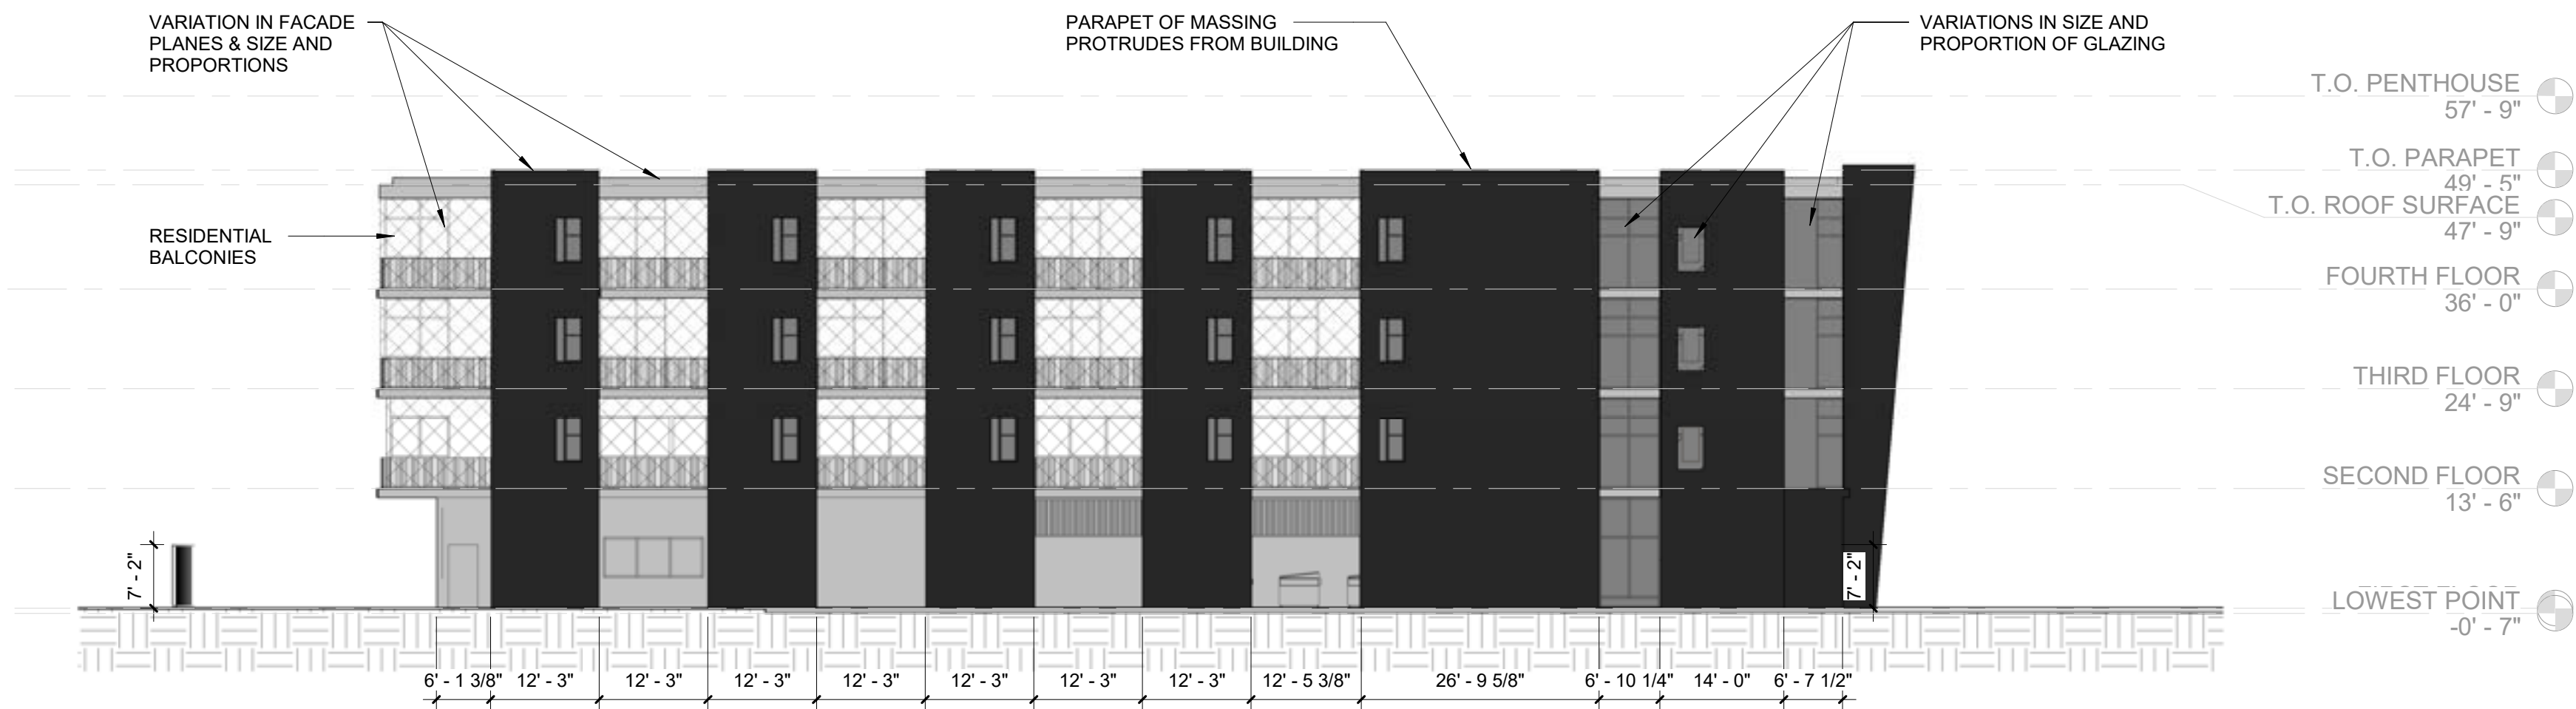 VARIATION IN FACADE
PLANES & SIZE AND
PROPORTIONS
PARAPET OF MASSING
PROTRUDES FROM BUILDING
VARIATIONS IN SIZE AND
PROPORTION OF GLAZING
RESIDENTIAL
BALCONIES
T.O. PENTHOUSE
57' - 9"
T.O. PARAPET
49' - 5"
T.O. ROOF SURFACE
47' - 9"
FOURTH FLOOR
36' - 0"
THIRD FLOOR
24' - 9"
SECOND FLOOR
13' - 6"
LOWEST POINT
-0' - 7"
7' - 2"
7' - 2"
6' - 1 3/8"
12' - 3"
12' - 3"
12' - 3"
12' - 3"
12' - 3"
12' - 3"
12' - 3"
12' - 5 3/8"
26' - 9 5/8"
6' - 10 1/4"
14' - 0"
6' - 7 1/2"